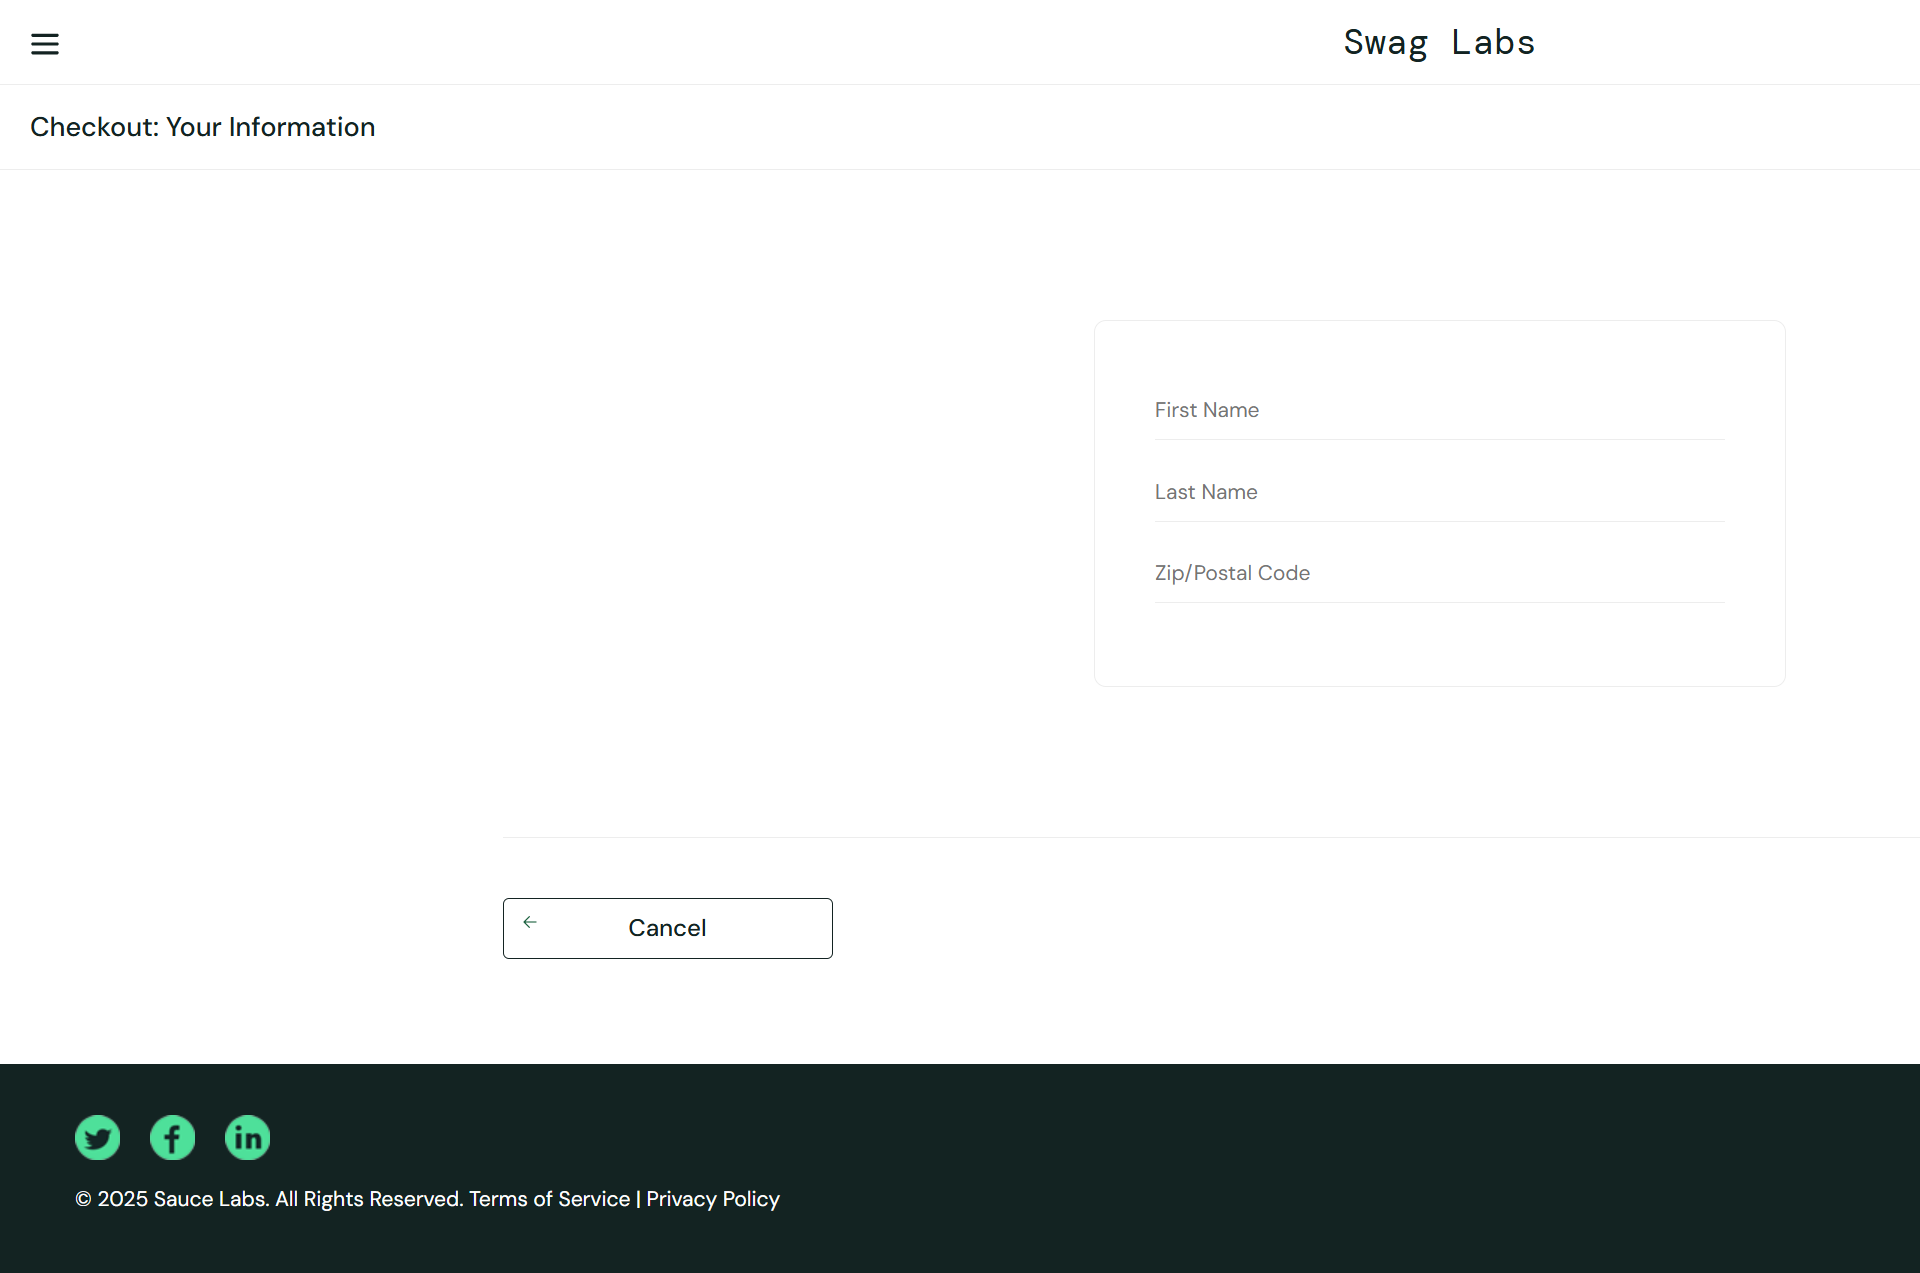 Swag Labs
Checkout: Your Information
First Name
Last Name
Zip/Postal Code
Cancel
© 2025 Sauce Labs. All Rights Reserved. Terms of Service | Privacy Policy